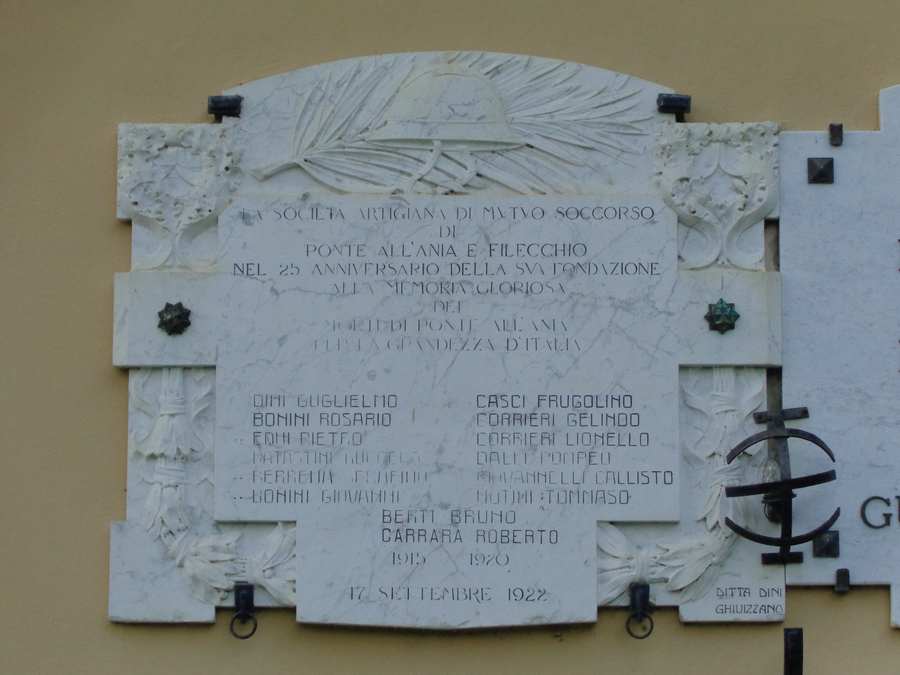 LA SOCIETA ARTIGIANA DI MVTVO SOCCORSO
DI
PONTE ALL'ANIA E FILECCHIO
NEL 25 ANNIVERSARIO DELLA SVA FONDAZIONE
ALLA MEMORIA GLORIOSA
DEI
MORTI DI PONTE ALL'ANIA
PER LA GRANDEZZA D'ITALIA
DINI GUGLIELMO
BONINI ROSARIO
PIETRO
BONINI GIOVANNI
CASCI FRUGOLINO
CORRIERI GELINDO
CORRIERI LIONELLO
POMPEO
GIOVANNELLI CALLISTO
TOMMASO
BERTI BRUNO
CARRARA ROBERTO
1915 1920
17 SETTEMBRE 1922
DITTA DINI
GHIVIZZANO